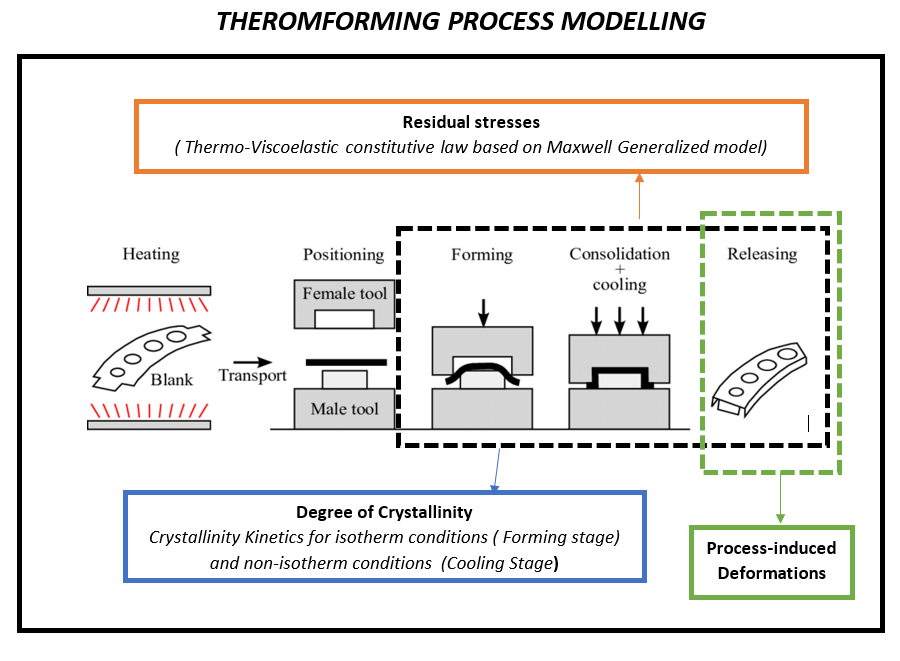 THEROMFORMING PROCESS MODELLING
Residual stresses
( Thermo-Viscoelastic constitutive law based on Maxwell Generalized model)
Heating
Positioning
Forming
Consolidation
+
cooling
Releasing
Female tool
Blank
Transport
Male tool
Degree of Crystallinity
Crystallinity Kinetics for isotherm conditions ( Forming stage)
and non-isotherm conditions (Cooling Stage)
Process-induced
Deformations